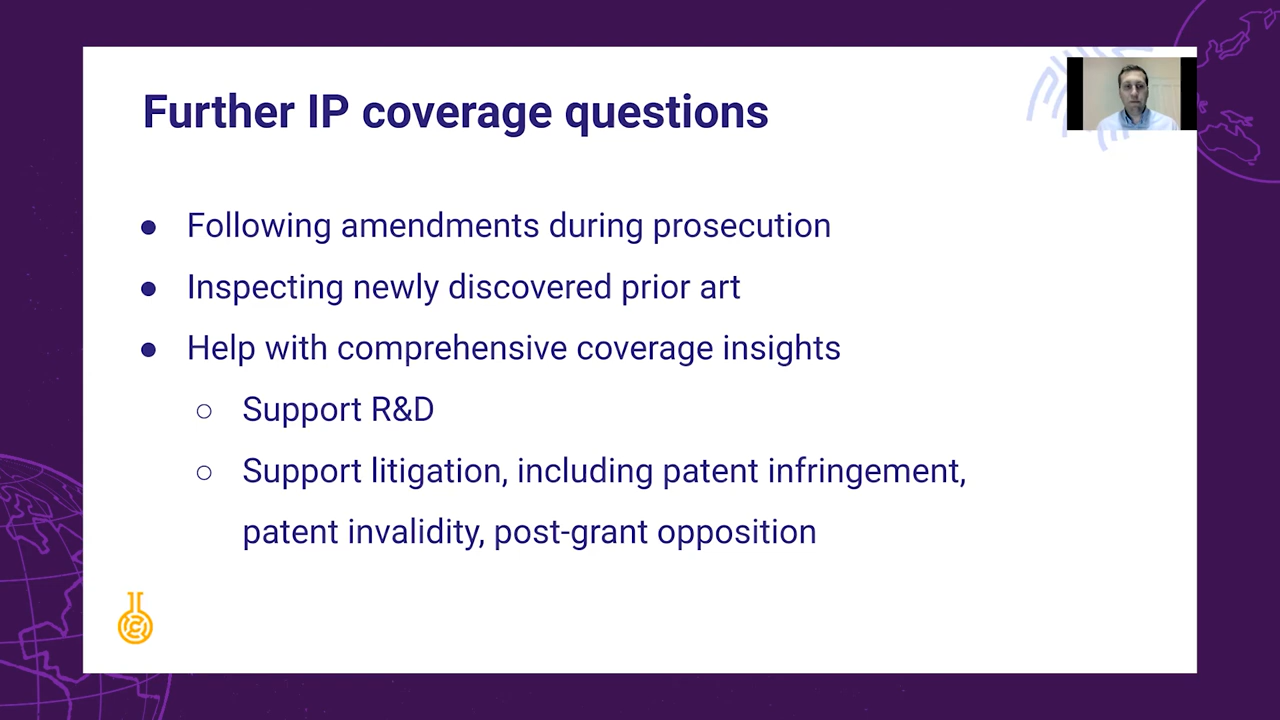 Further IP coverage questions
● Following amendments during prosecution
● Inspecting newly discovered prior art
● Help with comprehensive coverage insights
○ Support R&D
○ Support litigation, including patent infringement,
patent invalidity, post-grant opposition